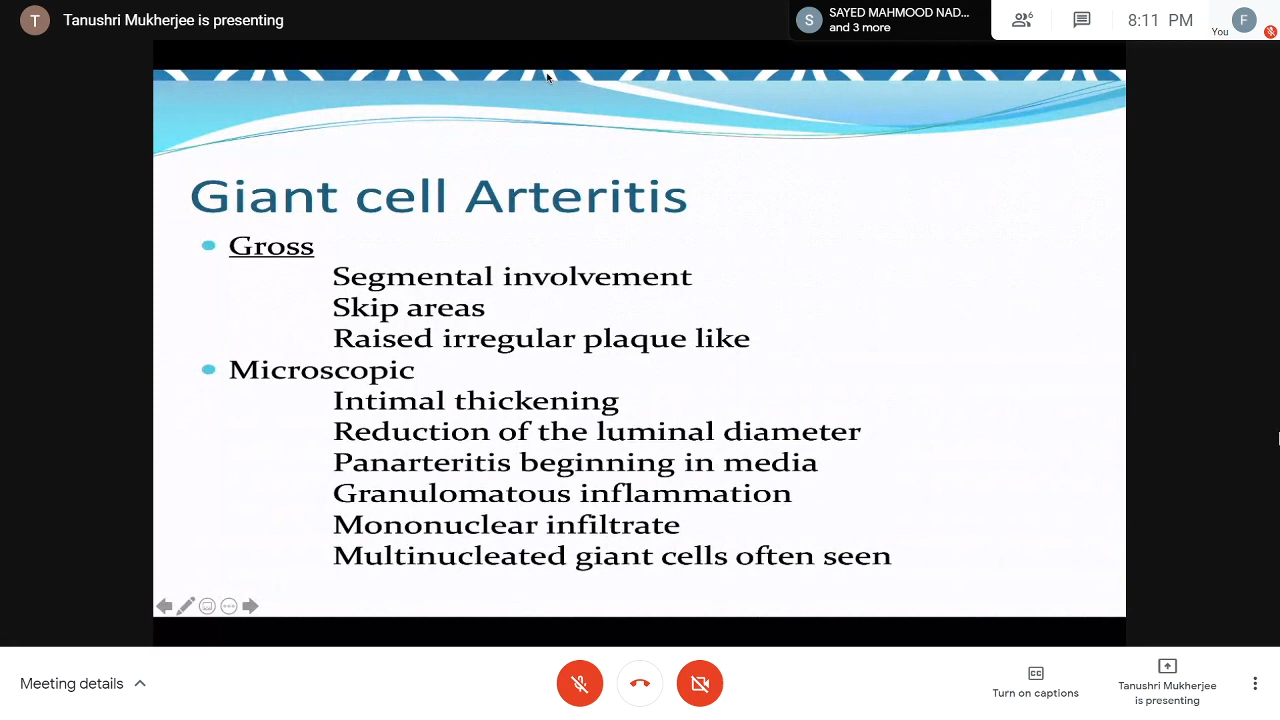 T
Tanushri Mukherjee is presenting
S
SAYED MAHMOOD NAD...
and 3 more
6
8:11 PM
You
F
Giant cell Arteritis
Gross
Segmental involvement
Skip areas
Raised irregular plaque like
Microscopic
Intimal thickening
Reduction of the luminal diameter
Panarteritis beginning in media
Granulomatous inflammation
Mononuclear infiltrate
Multinucleated giant cells often seen
Meeting details
CC
Turn on captions
Tanushri Mukherjee
is presenting